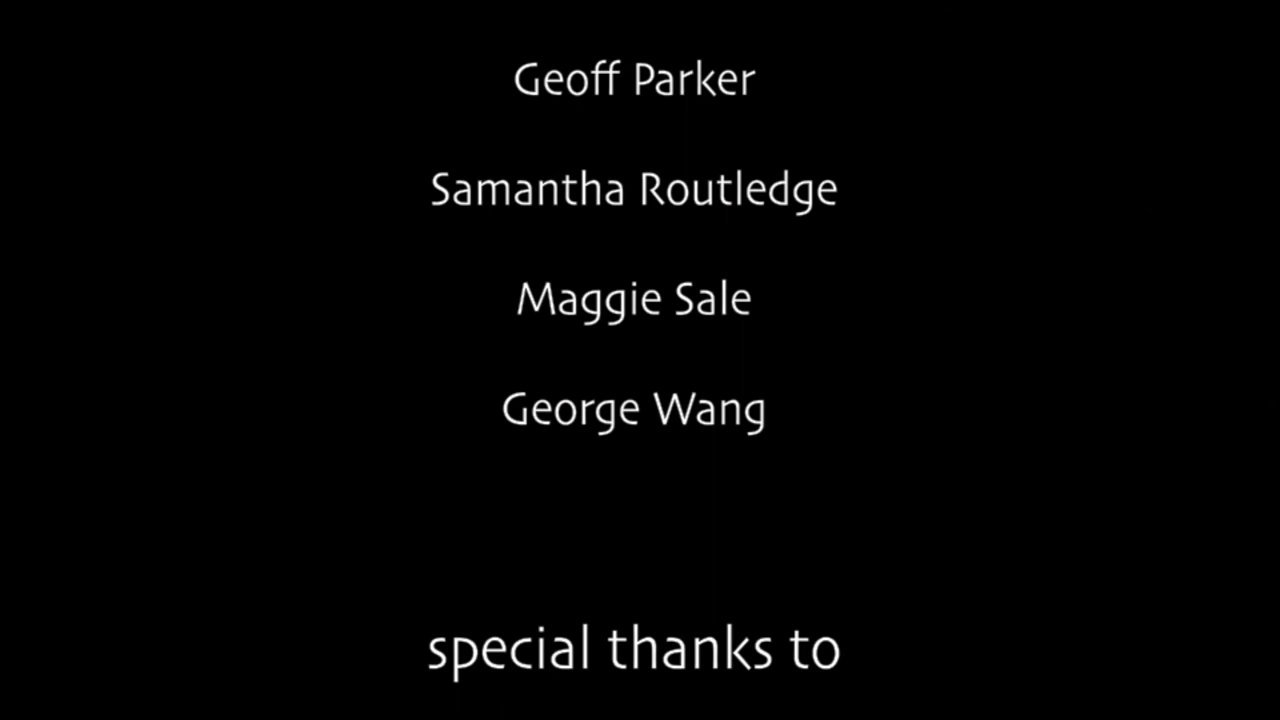 Geoff Parker
Samantha Routledge
Maggie Sale
George Wang
special thanks to